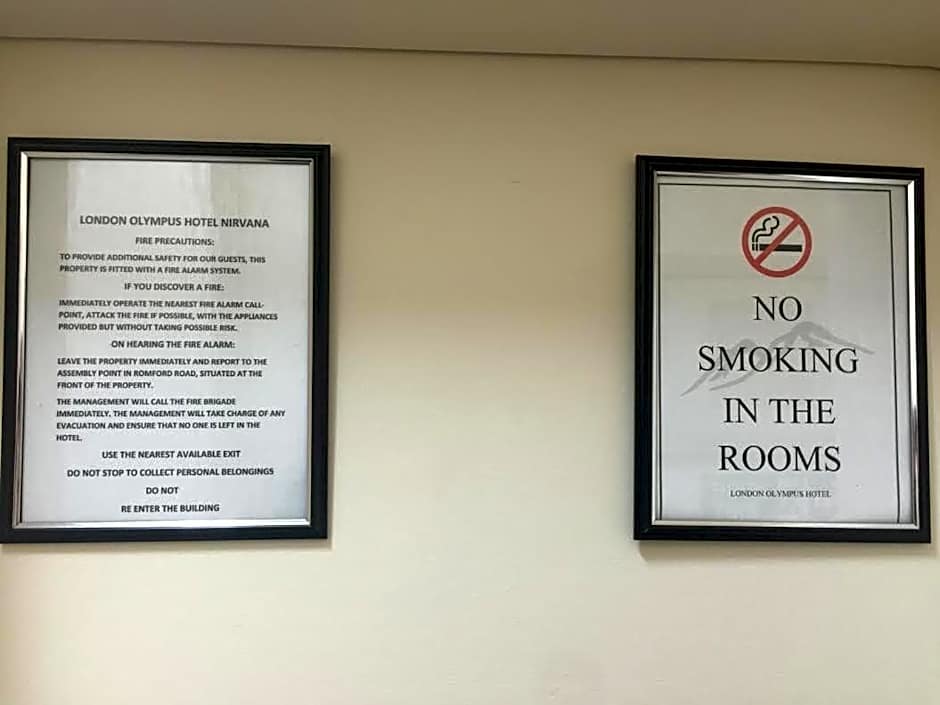 LONDON OLYMPUS HOTEL NIRVANA
FIRE PRECAUTIONS:
TO PROVIDE ADDITIONAL SAFETY FOR OUR GUESTS, THIS
PROPERTY IS FITTED WITH A FIRE ALARM SYSTEM.
IF YOU DISCOVER A FIRE:
IMMEDIATELY OPERATE THE NEAREST FIRE ALARM CALL-
POINT, ATTACK THE FIRE IF POSSIBLE, WITH THE APPLIANCES
PROVIDED BUT WITHOUT TAKING POSSIBLE RISK.
ON HEARING THE FIRE ALARM:
LEAVE THE PROPERTY IMMEDIATELY AND REPORT TO THE
ASSEMBLY POINT IN ROMFORD ROAD, SITUATED AT THE
FRONT OF THE PROPERTY.
THE MANAGEMENT WILL CALL THE FIRE BRIGADE
IMMEDIATELY. THE MANAGEMENT WILL TAKE CHARGE OF ANY
EVACUATION AND ENSURE THAT NO ONE IS LEFT IN THE
HOTEL.
USE THE NEAREST AVAILABLE EXIT
DO NOT STOP TO COLLECT PERSONAL BELONGINGS
DO NOT
RE ENTER THE BUILDING
NO
SMOKING
IN THE
ROOMS
LONDON OLYMPUS HOTEL